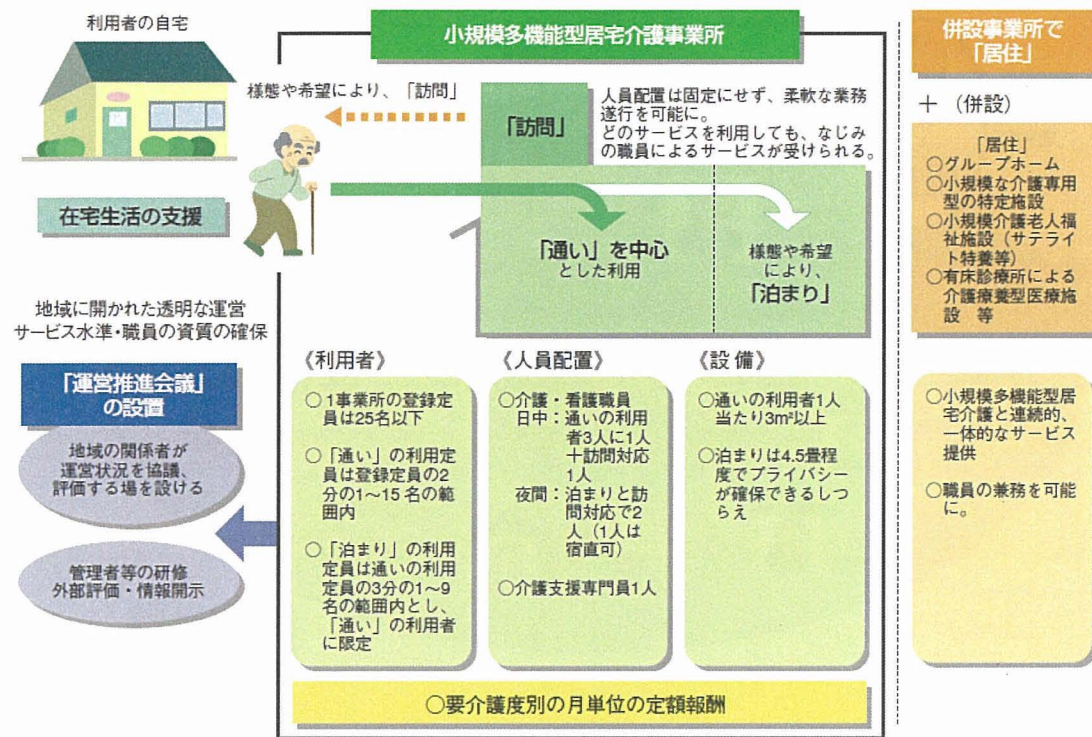 利用者の自宅
小規模多機能型居宅介護事業所
併設事業所で
「居住」
様態や希望により、「訪問」
「訪問」
人員配置は固定にせず、柔軟な業務
遂行を可能に。
どのサービスを利用しても、なじみ
の職員によるサービスが受けられる。
在宅生活の支援
「通い」を中心
とした利用
様態や希望
により、
「泊まり」
+ (併設)
「居住」
○グループホーム
○小規模な介護専用
型の特定施設
○小規模介護老人福
祉施設(サテライ
ト特養等)
○有床診療所による
介護療養型医療施
設 等
地域に開かれた透明な運営
サービス水準・職員の資質の確保
「運営推進会議」
の設置
地域の関係者が
運営状況を協議、
評価する場を設ける
管理者等の研修
外部評価・情報開示
《利用者》
○1事業所の登録定
員は25名以下
○「通い」の利用定
員は登録定員の2
分の1~15名の範
囲内
○「泊まり」の利用
定員は通いの利用
定員の3分の1~9
名の範囲内とし、
「通い」の利用者
に限定
《人員配置》
○介護・看護職員
日中:通いの利用
者3人に1人
+訪問対応
1人
夜間:泊まりと訪
問対応で2
人(1人は
宿直可)
○介護支援専門員1人
《設備》
○通いの利用者1人
当たり3m²以上
○泊まりは4.5畳程
度でプライバシー
が確保できるしつ
らえ
○小規模多機能型居
宅介護と連続的、
一体的なサービス
提供
○職員の兼務を可能
に。
○要介護度別の月単位の定額報酬